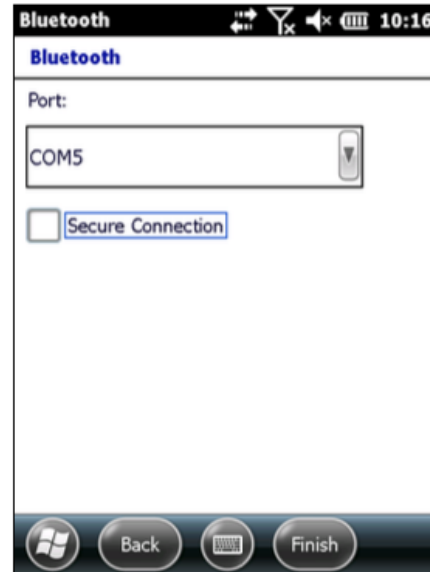 Bluetooth 10:16
Bluetooth
Port:
COM5
Secure Connection
Back Finish